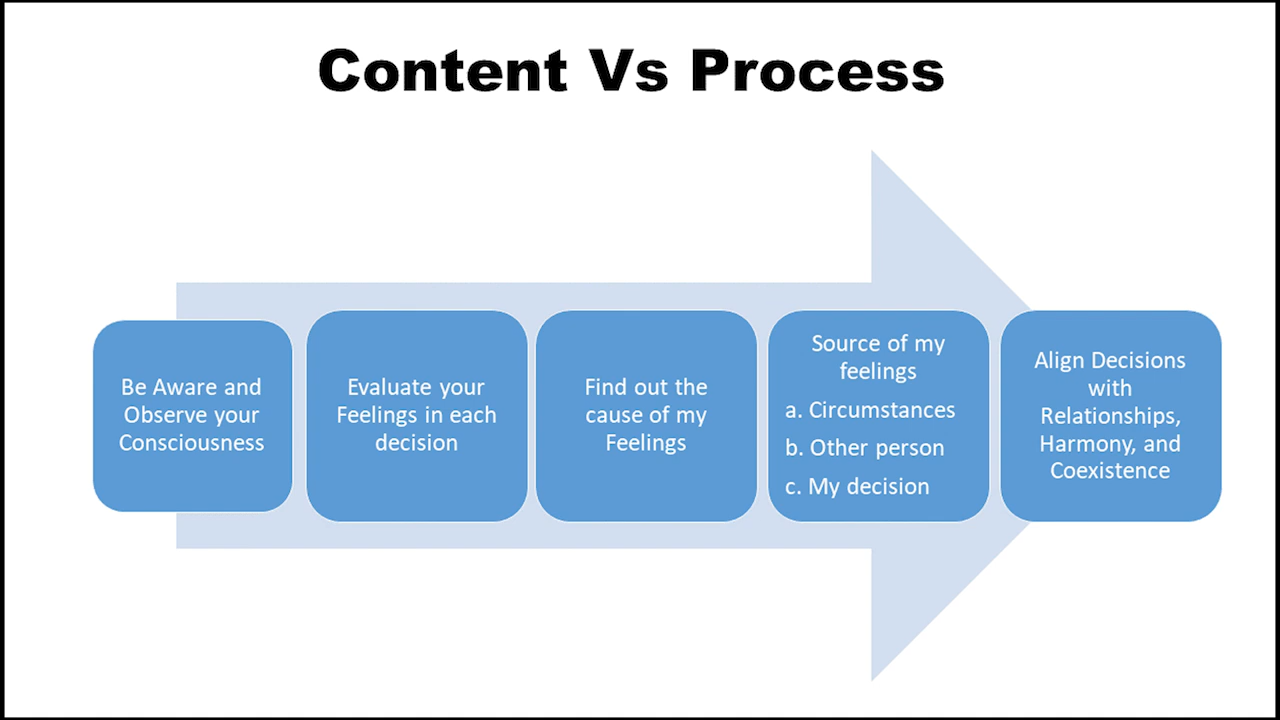 Content Vs Process
Be Aware and
Observe your
Consciousness
Evaluate your
Feelings in each
decision
Find out the
cause of my
Feelings
Source of my
feelings
a. Circumstances
b. Other person
c. My decision
Align Decisions
with
Relationships,
Harmony, and
Coexistence